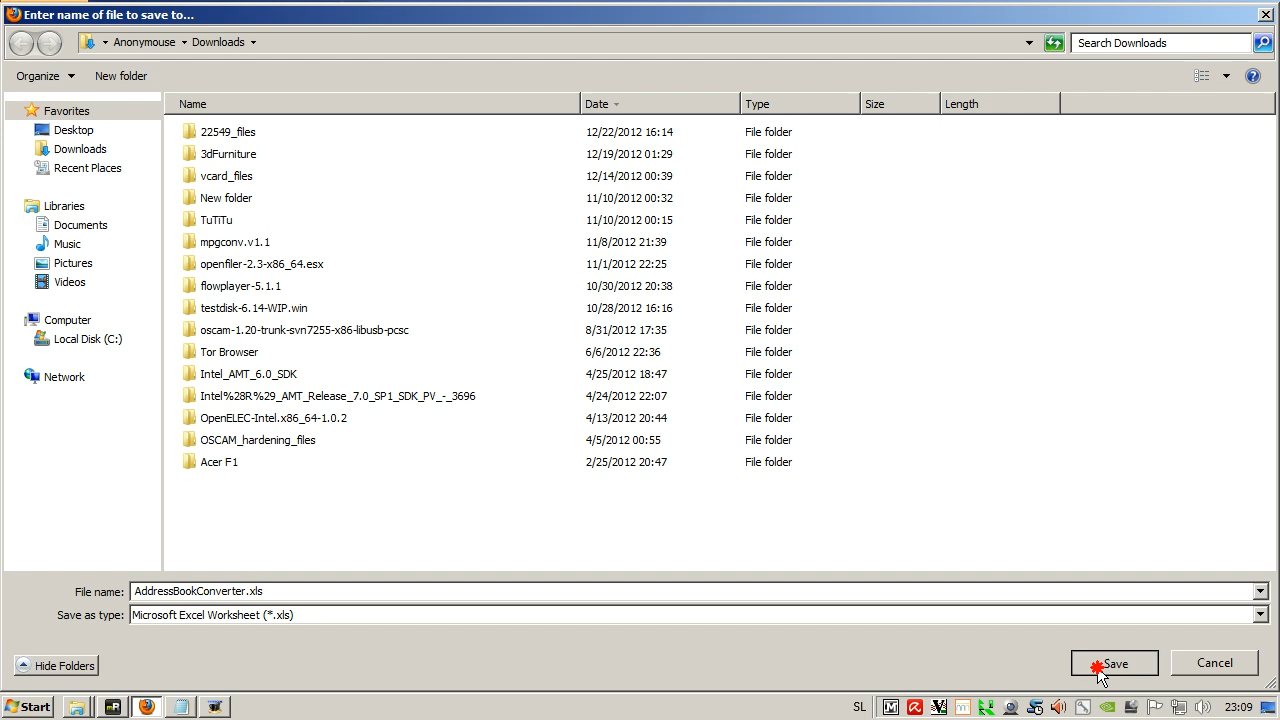 Enter name of file to save to...
Anonymouse Downloads
Search Downloads
Organize New folder
Name Date Type Size Length
Favorites
Desktop
Downloads
Recent Places
Libraries
Documents
Music
Pictures
Videos
Computer
Local Disk (C:)
Network
22549_files 12/22/2012 16:14 File folder
3dFurniture 12/19/2012 01:29 File folder
vcard_files 12/14/2012 00:39 File folder
New folder 11/10/2012 00:32 File folder
TuTiTu 11/10/2012 00:15 File folder
mpgconv.v1.1 11/8/2012 21:39 File folder
openfiler-2.3-x86_64.esx 11/1/2012 22:25 File folder
flowplayer-5.1.1 10/30/2012 20:38 File folder
testdisk-6.14-WIP.win 10/28/2012 16:16 File folder
oscam-1.20-trunk-svn7255-x86-libusb-pcsc 8/31/2012 17:35 File folder
Tor Browser 6/6/2012 22:36 File folder
Intel_AMT_6.0_SDK 4/25/2012 18:47 File folder
Intel%28R%29_AMT_Release_7.0_SP1_SDK_PV_-_3696 4/24/2012 22:07 File folder
OpenELEC-Intel.x86_64-1.0.2 4/13/2012 20:44 File folder
OSCAM_hardening_files 4/5/2012 00:55 File folder
Acer F1 2/25/2012 20:47 File folder
File name: AddressBookConverter.xls
Save as type: Microsoft Excel Worksheet (*.xls)
Hide Folders Save Cancel
Start mR SL M m 23:09